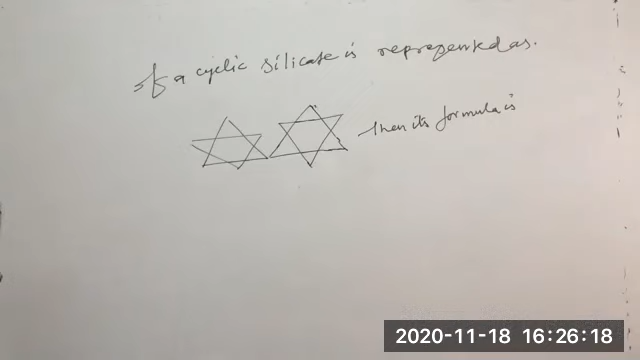 If a cyclic silicate is represented as.
then its formula is
2020-11-18 16:26:18